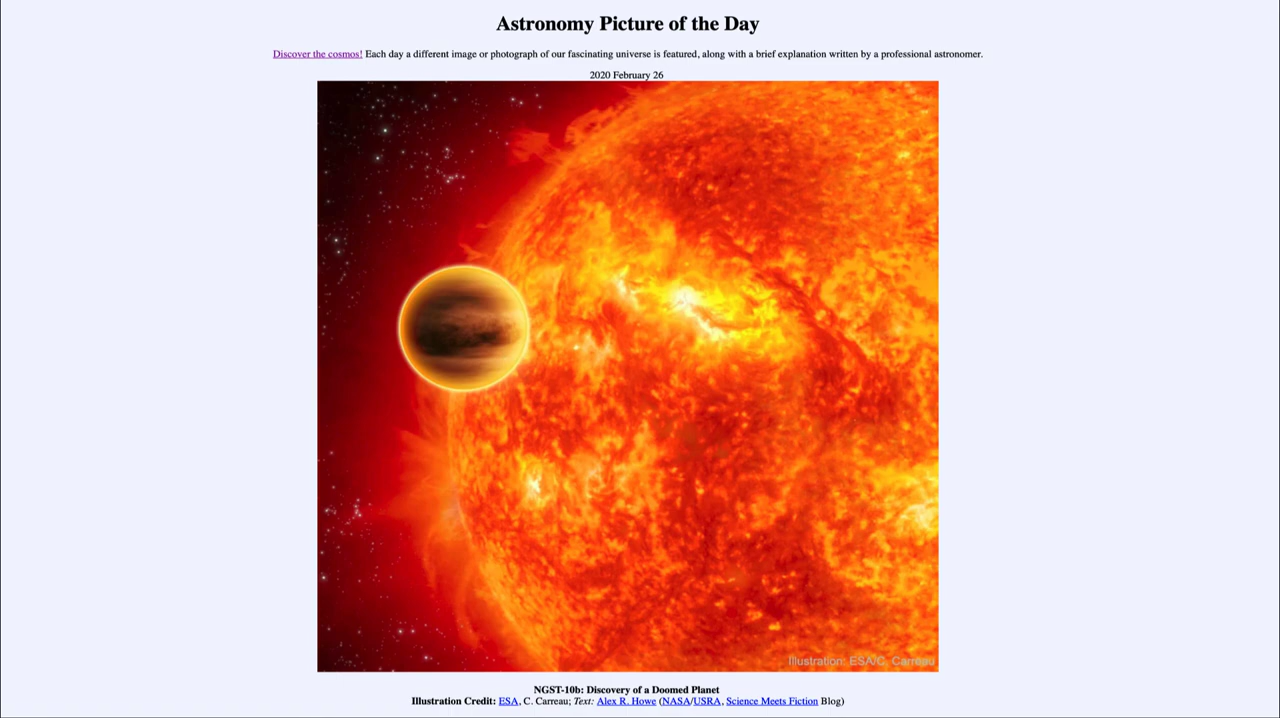 Astronomy Picture of the Day
Discover the cosmos! Each day a different image or photograph of our fascinating universe is featured, along with a brief explanation written by a professional astronomer.
2020 February 26
Illustration: ESA/C. Carreau
NGST-10b: Discovery of a Doomed Planet
Illustration Credit: ESA, C. Carreau; Text: Alex R. Howe (NASA/USRA, Science Meets Fiction Blog)